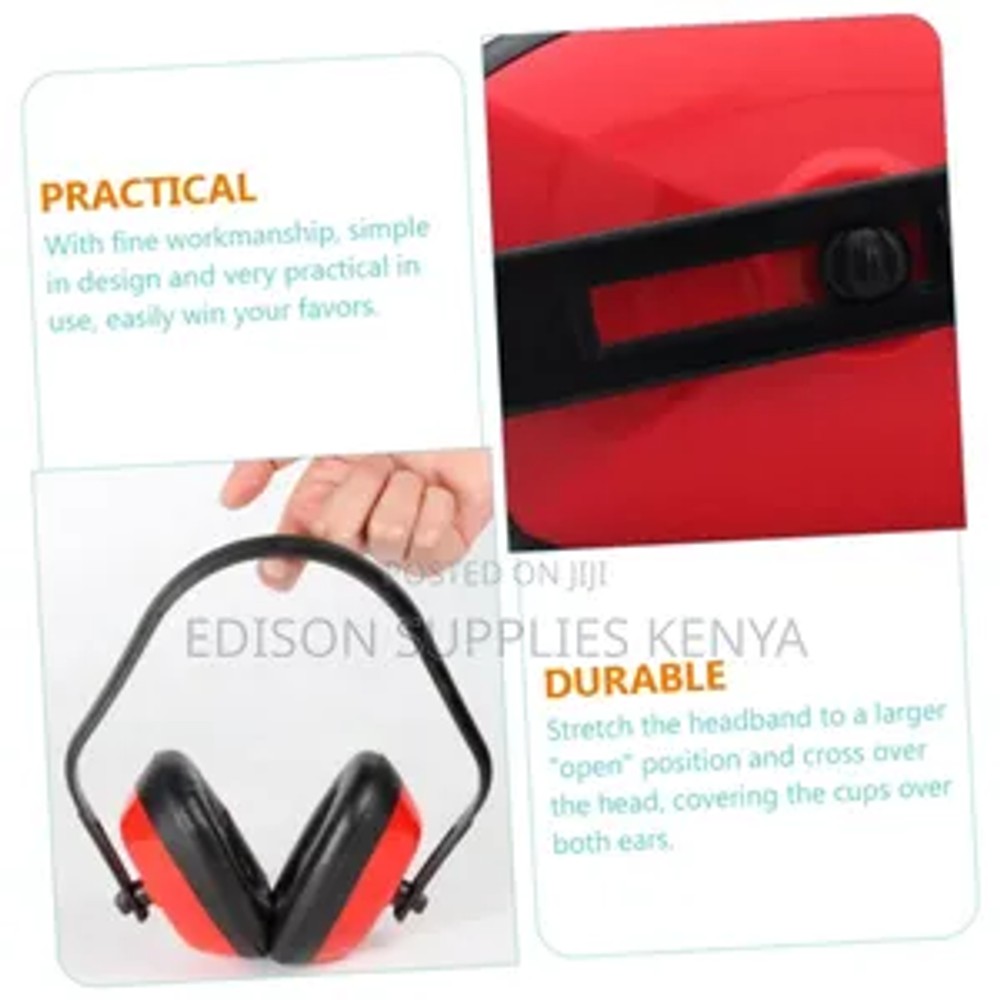 PRACTICAL
With fine workmanship, simple
in design and very practical in
use, easily win your favors.
POSTED ON JIJI
EDISON SUPPLIES KENYA
DURABLE
Stretch the headband to a larger
"open" position and cross over
the head, covering the cups over
both ears.